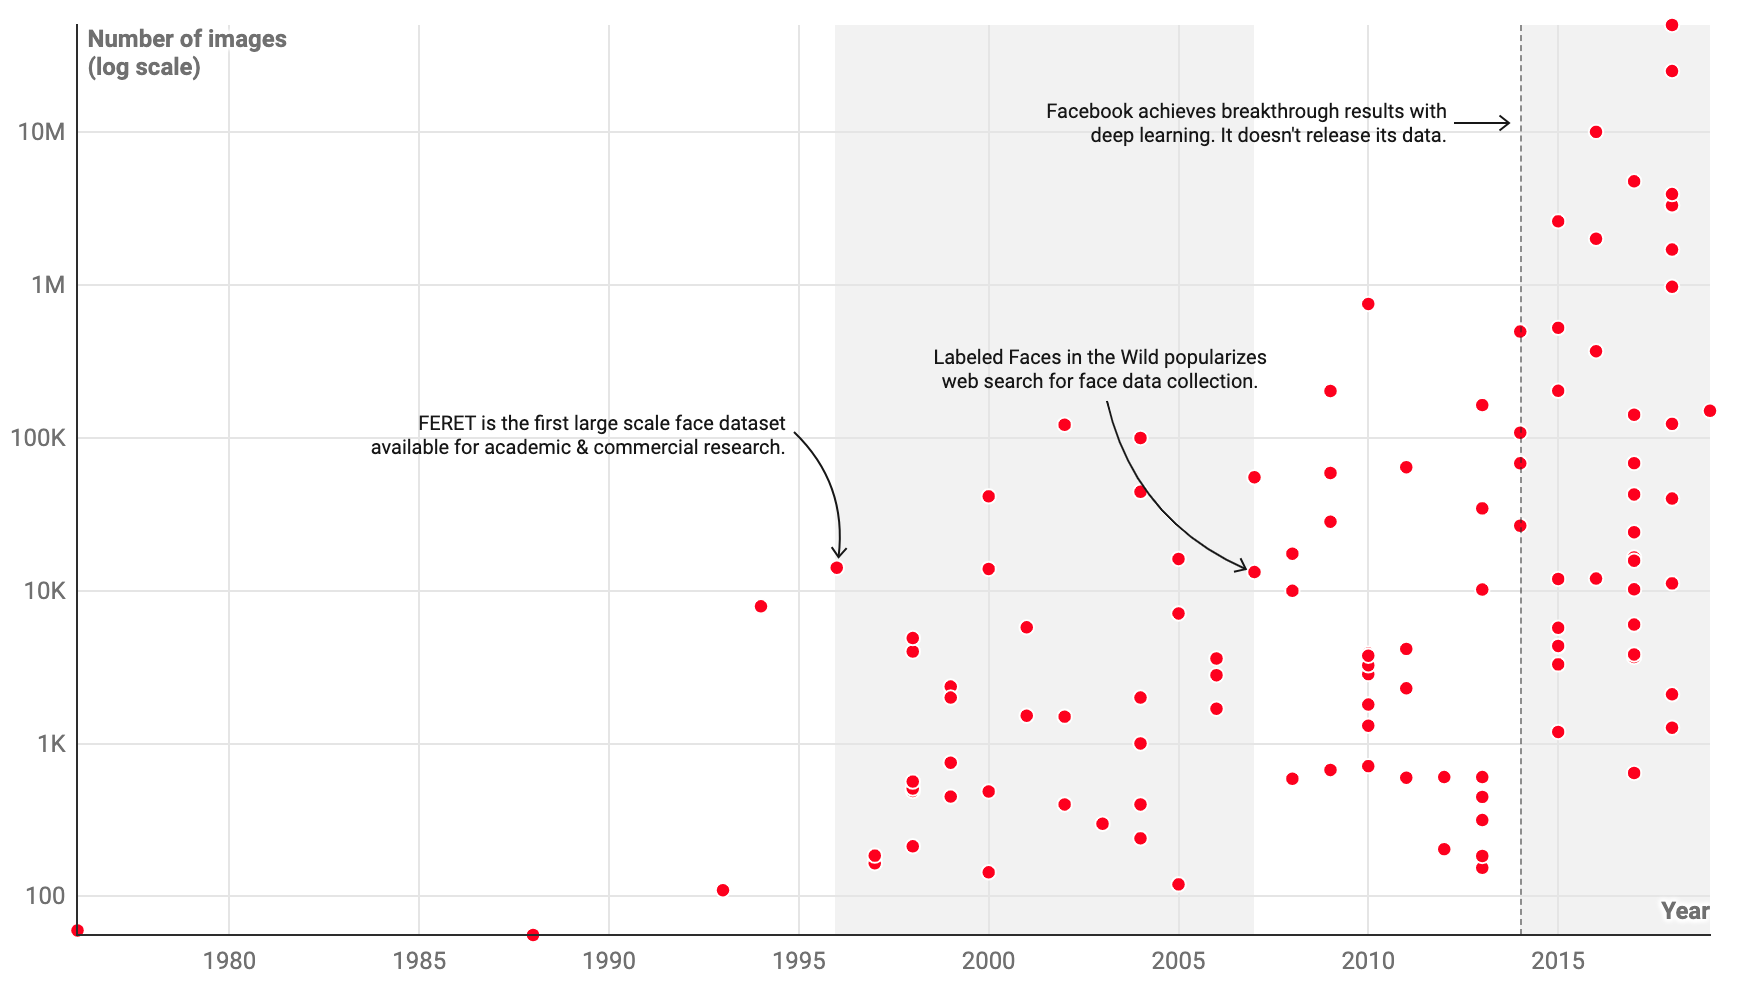 Number of images
(log scale)
10M
1M
100K
10K
1K
100
Facebook achieves breakthrough results with
deep learning. It doesn't release its data.
Labeled Faces in the Wild popularizes
web search for face data collection.
FERET is the first large scale face dataset
available for academic & commercial research.
Year
1980
1985
1990
1995
2000
2005
2010
2015